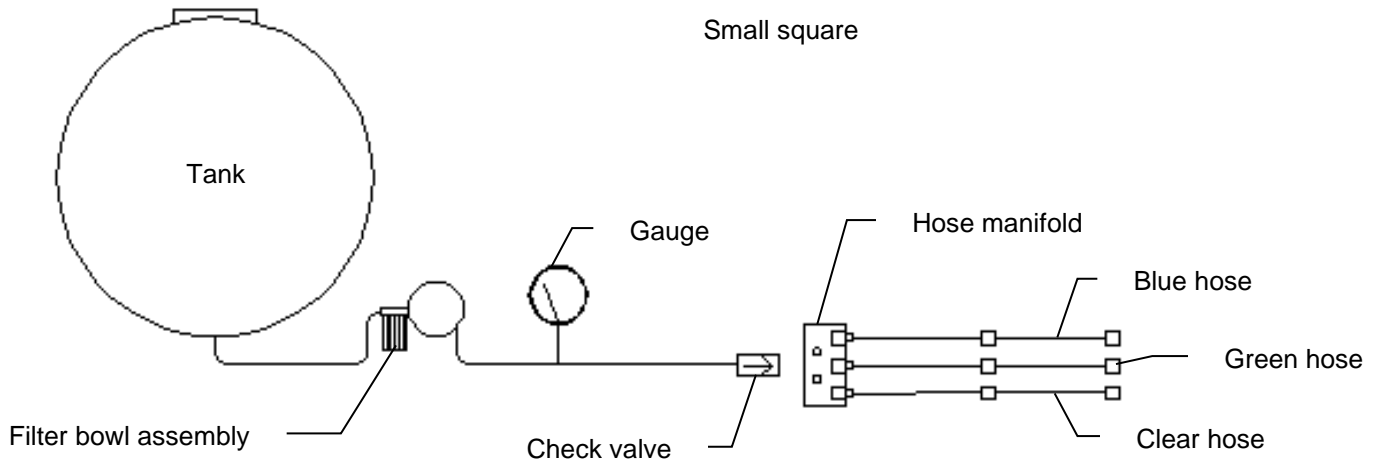 Small square
Tank
Gauge
Hose manifold
Blue hose
Green hose
Clear hose
Check valve
Filter bowl assembly